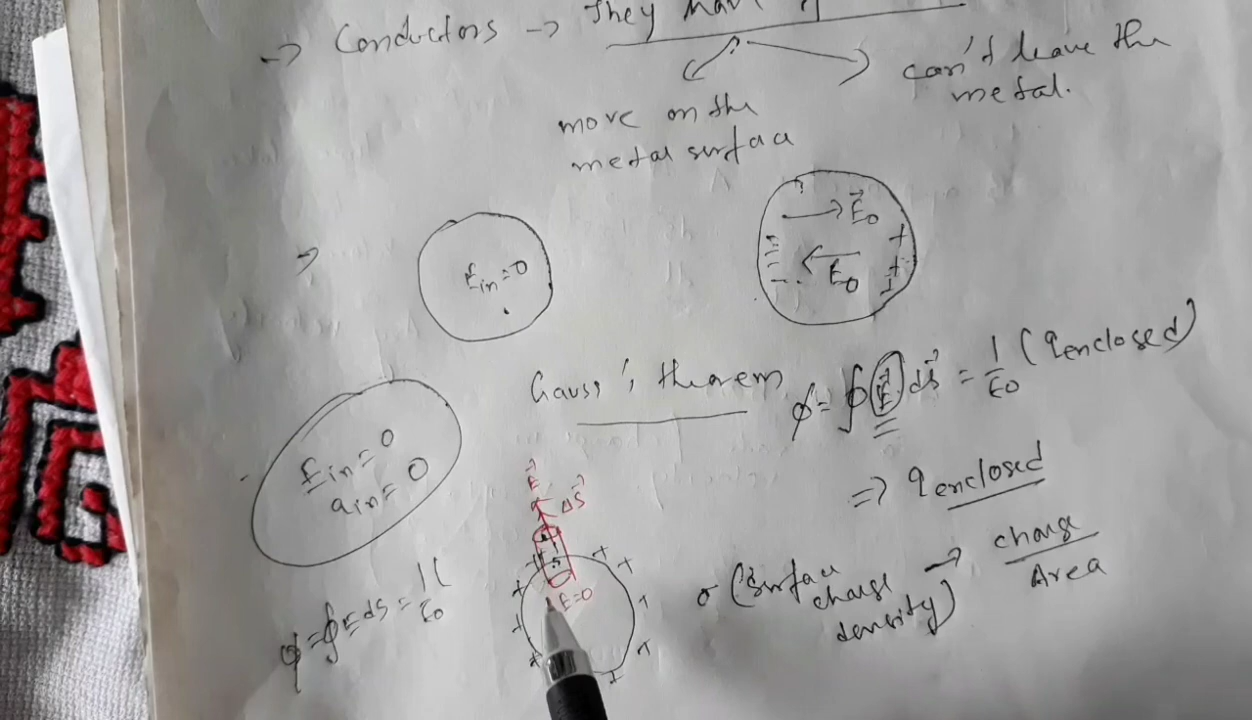 -> Conductors -> They have
move on the
metal surface
can't leave the
metal.
Ein=0
E₀
E₀
Gauss's theorem
ϕ = ∮ E ds = 1/ε₀ (qenclosed)
Ein=0
qin=0
=> qenclosed
E
ΔS
E=0
σ (Surface charge density) -> charge/Area
ϕ = ∮ E ds = 1/ε₀ (